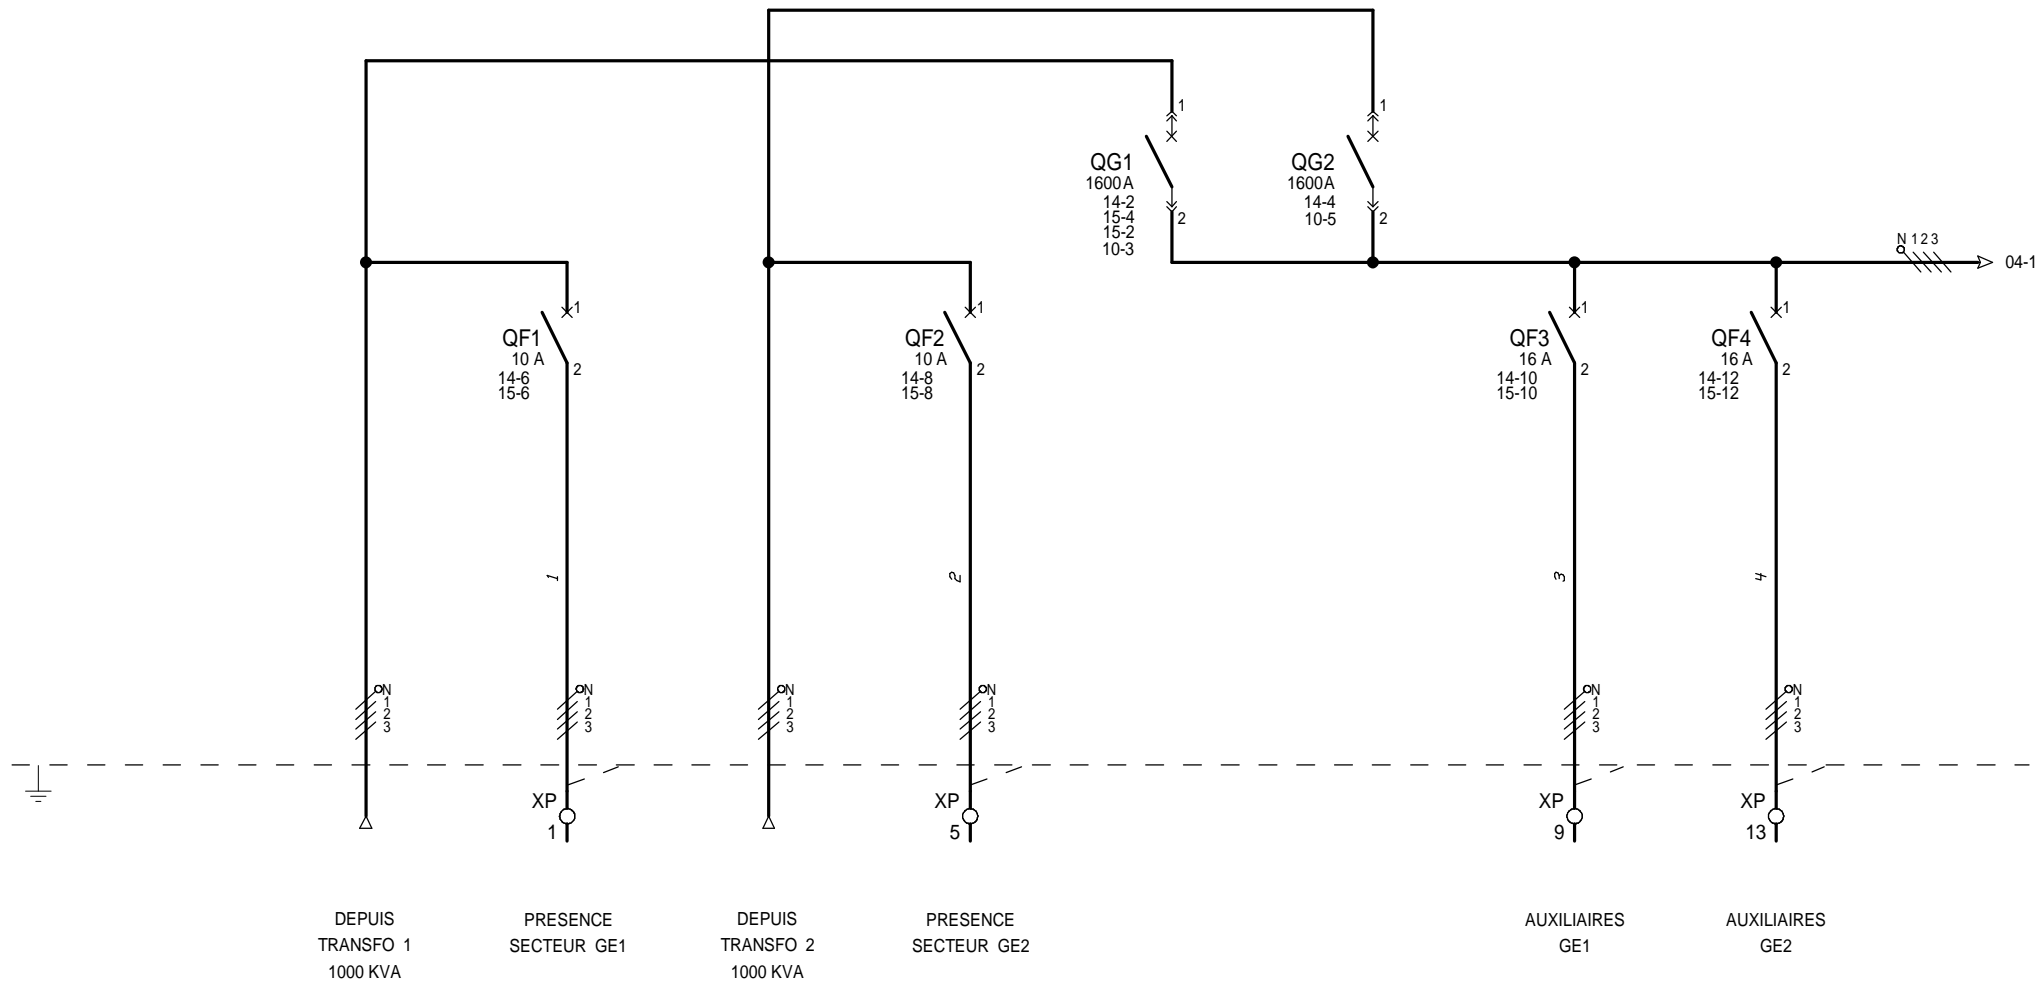 1
1
QG1
1600A
14-2
15-4
15-2
10-3
2
QG2
1600A
14-4
10-5
2
N 1 2 3
04-1
1
QF1
10 A
14-6
15-6
2
1
QF2
10 A
14-8
15-8
2
1
QF3
16 A
14-10
15-10
2
1
QF4
16 A
14-12
15-12
2
1
2
3
4
N
1
2
3
N
1
2
3
N
1
2
3
N
1
2
3
N
1
2
3
N
1
2
3
XP
1
XP
5
XP
9
XP
13
DEPUIS
TRANSFO 1
1000 KVA
PRESENCE
SECTEUR GE1
DEPUIS
TRANSFO 2
1000 KVA
PRESENCE
SECTEUR GE2
AUXILIAIRES
GE1
AUXILIAIRES
GE2